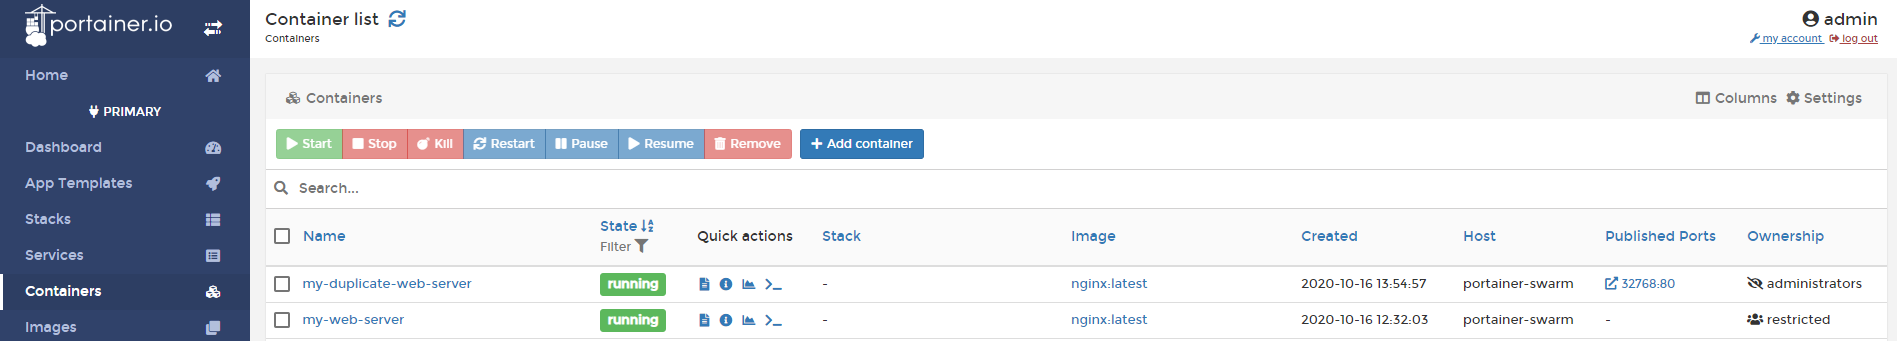 portainer.io
Home
PRIMARY
Dashboard
App Templates
Stacks
Services
Containers
Images
Container list
Containers
admin
my account log out
Containers
Columns Settings
Start Stop Kill Restart Pause Resume Remove Add container
Search...
Name State Filter Quick actions Stack Image Created Host Published Ports Ownership
my-duplicate-web-server running - nginx:latest 2020-10-16 13:54:57 portainer-swarm 32768:80 administrators
my-web-server running - nginx:latest 2020-10-16 12:32:03 portainer-swarm - restricted